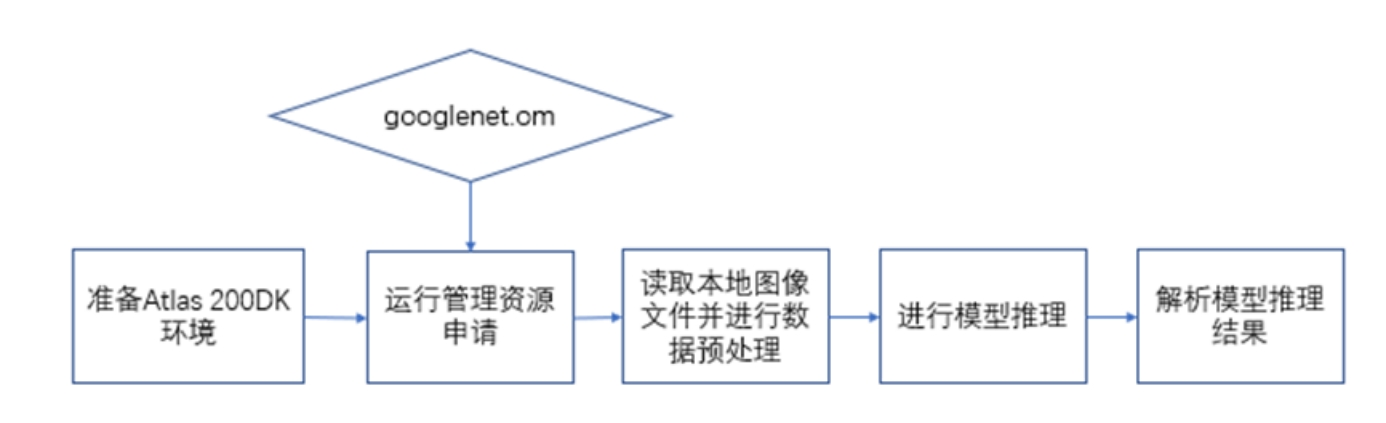 googlenet.om
准备Atlas 200DK
环境
运行管理资源
申请
读取本地图像
文件并进行数
据预处理
进行模型推理
解析模型推理
结果